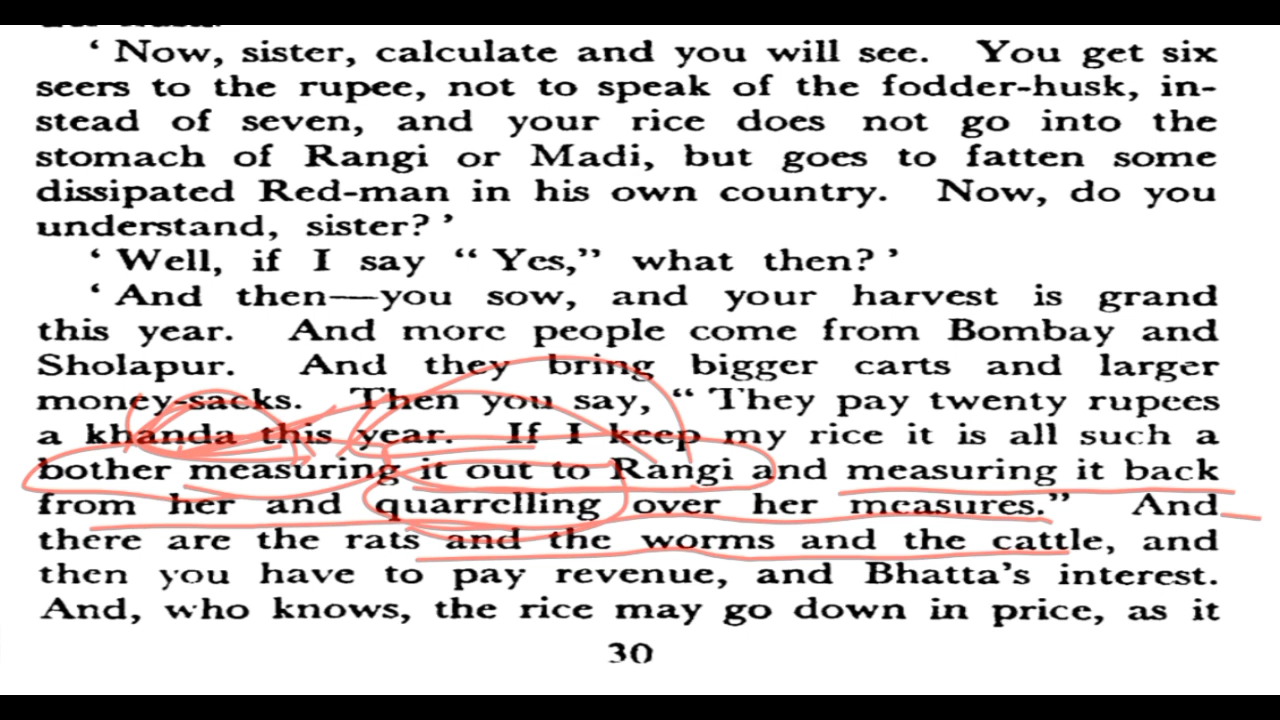 ‘ Now, sister, calculate and you will see. You get six
seers to the rupee, not to speak of the fodder-husk, in-
stead of seven, and your rice does not go into the
stomach of Rangi or Madi, but goes to fatten some
dissipated Red-man in his own country. Now, do you
understand, sister? ’
‘ Well, if I say “ Yes,” what then? ’
‘ And then—you sow, and your harvest is grand
this year. And more people come from Bombay and
Sholapur. And they bring bigger carts and larger
money-sacks. Then you say, “ They pay twenty rupees
a khanda this year. If I keep my rice it is all such a
bother measuring it out to Rangi and measuring it back
from her and quarrelling over her measures.” And
there are the rats and the worms and the cattle, and
then you have to pay revenue, and Bhatta’s interest.
And, who knows, the rice may go down in price, as it
30